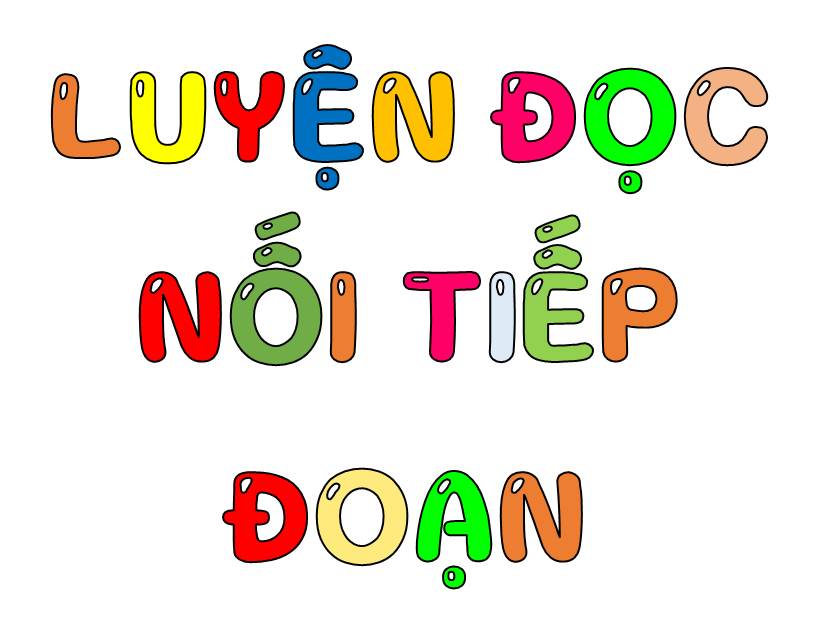 LUYỆN ĐỌC
NỐI TIẾP
ĐOẠN